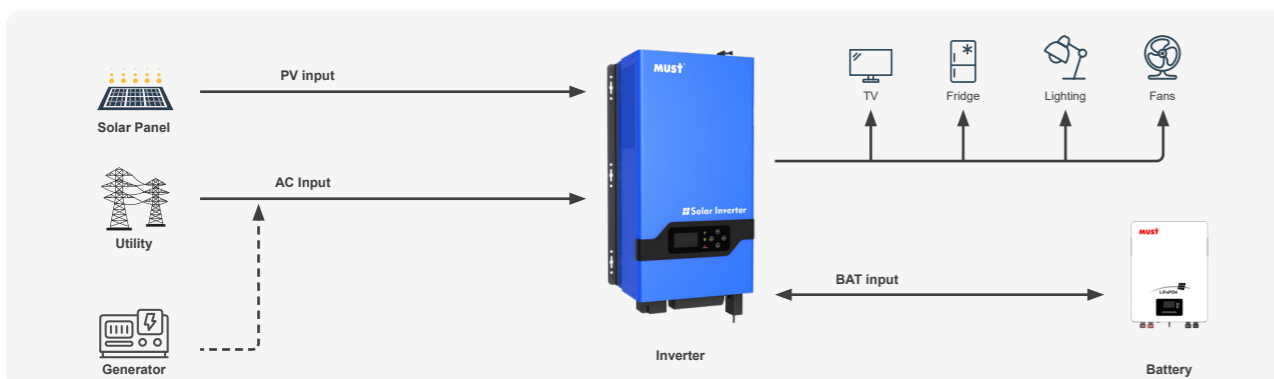 PV input
Solar Panel
AC Input
Utility
Generator
MUST
Solar Inverter
Inverter
TV
Fridge
Lighting
Fans
BAT input
MUST
LiFePO4
Battery